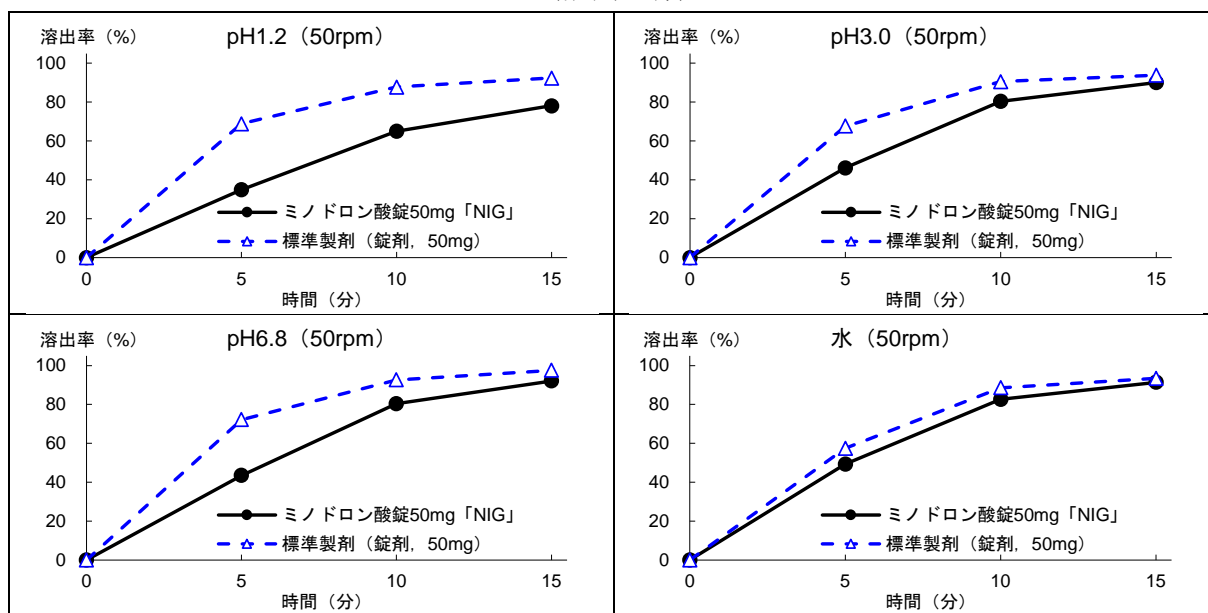 溶出率（%） pH1.2（50rpm）
100
80
60
40
20
0
ミノドロン酸錠50mg「NIG」
標準製剤（錠剤，50mg）
0 5 10 15
時間（分）
溶出率（%） pH3.0（50rpm）
100
80
60
40
20
0
ミノドロン酸錠50mg「NIG」
標準製剤（錠剤，50mg）
0 5 10 15
時間（分）
溶出率（%） pH6.8（50rpm）
100
80
60
40
20
0
ミノドロン酸錠50mg「NIG」
標準製剤（錠剤，50mg）
0 5 10 15
時間（分）
溶出率（%） 水（50rpm）
100
80
60
40
20
0
ミノドロン酸錠50mg「NIG」
標準製剤（錠剤，50mg）
0 5 10 15
時間（分）